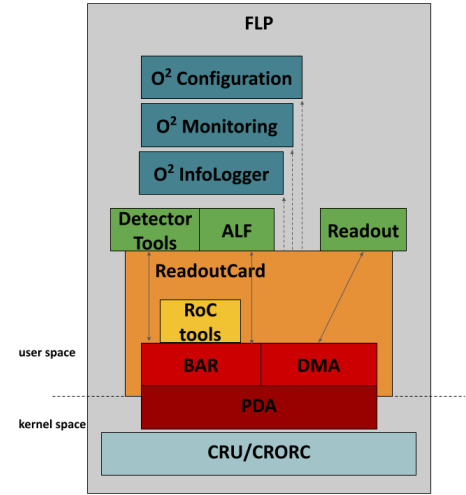 FLP
O² Configuration
O² Monitoring
O² InfoLogger
Detector
Tools
ALF
Readout
ReadoutCard
RoC
tools
user space
BAR
DMA
PDA
kernel space
CRU/CRORC